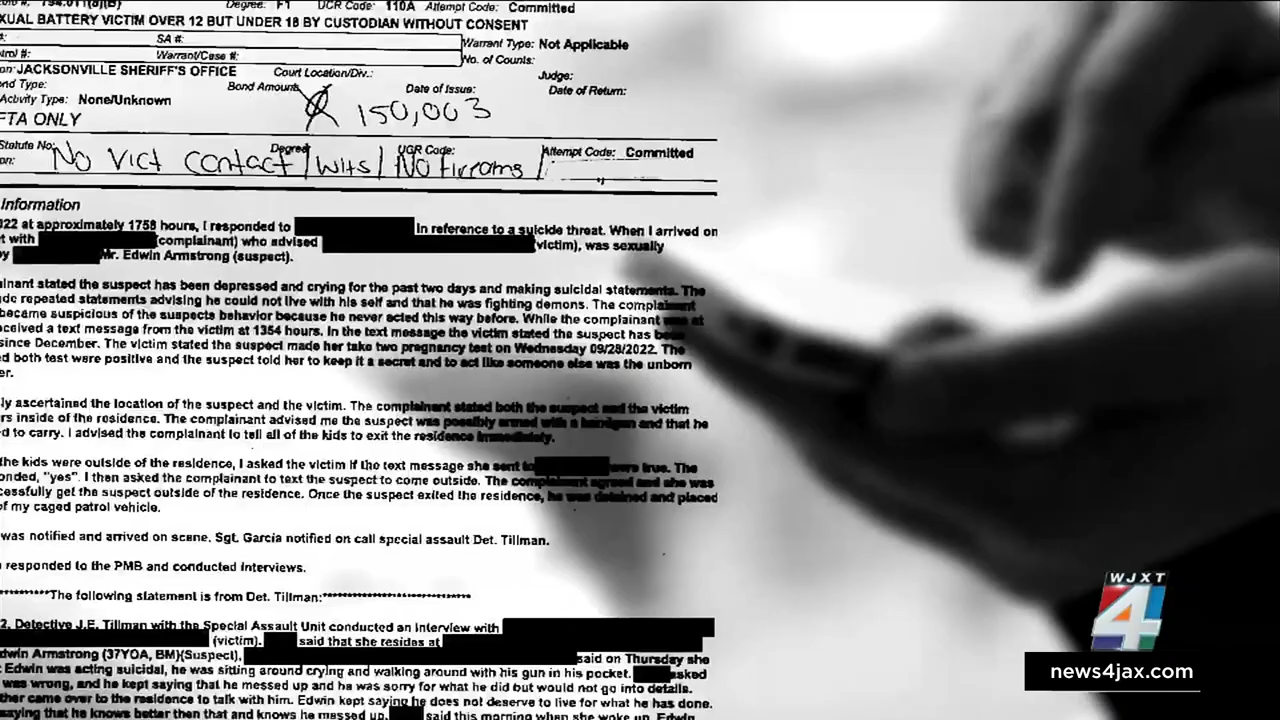 Degree: F1 UCR Code: 110A Attempt Code: Committed
XUAL BATTERY VICTIM OVER 12 BUT UNDER 18 BY CUSTODIAN WITHOUT CONSENT
SA #:
Warrant Type: Not Applicable
Warrant/Case #:
No. of Counts:
JACKSONVILLE SHERIFF'S OFFICE Court Location/Div.: Judge:
ond Type: Bond Amount: Date of Issue: Date of Return:
Activity Type: None/Unknown 150,003
FTA ONLY
Statute No: Degree: UCR Code: Attempt Code: Committed
No Vict contact / wits / No firearms /
Information
022 at approximately 1758 hours, I responded to In reference to a suicide threat. When I arrived on
t with (complainant) who advised (victim), was sexually
by Mr. Edwin Armstrong (suspect).
inant stated the suspect has been depressed and crying for the past two days and making suicidal statements. The
de repeated statements advising he could not live with his self and that he was fighting demons. The complainant
became suspicious of the suspects behavior because he never acted this way before. While the complainant was at
eceived a text message from the victim at 1354 hours. In the text message the victim stated the suspect has been
since December. The victim stated the suspect made her take two pregnancy test on Wednesday 09/28/2022. The
d both test were positive and the suspect told her to keep it a secret and to act like someone else was the unborn
er.
ly ascertained the location of the suspect and the victim. The complainant stated both the suspect and the victim
rs inside of the residence. The complainant advised me the suspect was possibly armed with a handgun and that he
d to carry. I advised the complainant to tell all of the kids to exit the residence immediately.
the kids were outside of the residence, I asked the victim if the text message she sent to were true. The
onded, "yes". I then asked the complainant to text the suspect to come outside. The complainant agreed and she was
cessfully get the suspect outside of the residence. Once the suspect exited the residence, he was detained and placed
of my caged patrol vehicle.
was notified and arrived on scene. Sgt. Garcia notified on call special assault Det. Tillman.
responded to the PMB and conducted interviews.
**********The following statement is from Det. Tillman:**********************
2, Detective J.E. Tillman with the Special Assault Unit conducted an interview with
(victim). said that she resides at
dwin Armstrong (37YOA, BM)(Suspect), said on Thursday she
Edwin was acting suicidal, he was sitting around crying and walking around with his gun in his pocket. asked
was wrong, and he kept saying that he messed up and he was sorry for what he did but would not go into details.
ther came over to the residence to talk with him. Edwin kept saying he does not deserve to live for what he has done.
saying that he knows better then that and knows he messed up. said this morning when she woke up, Edwin
WJXT
4
news4jax.com